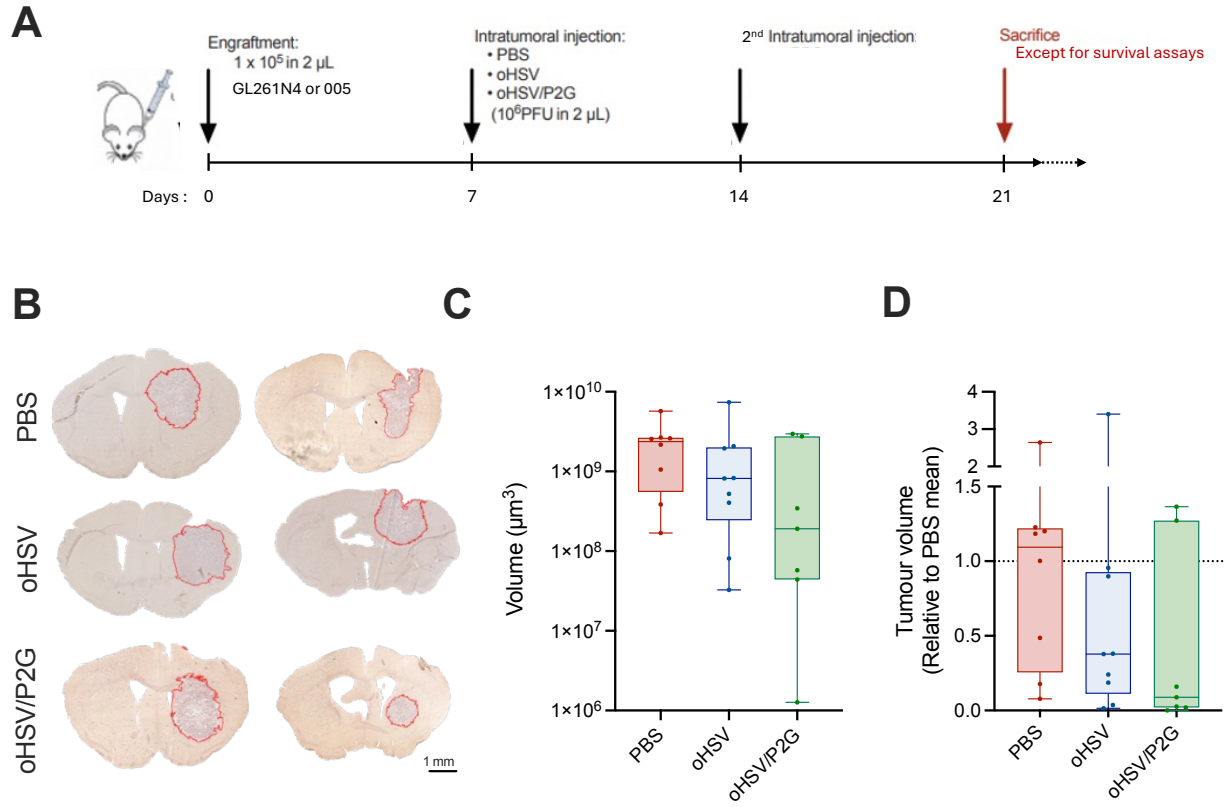 A
Engraftment:
1 x 10⁵ in 2 µL
GL261N4 or 005
Intratumoral injection:
• PBS
• oHSV
• oHSV/P2G
(10⁶PFU in 2 µL)
2nd Intratumoral injection:
Sacrifice
Except for survival assays
Days : 0 7 14 21
B
PBS
oHSV
oHSV/P2G
1 mm
C
Volume (µm³)
1×10¹⁰
1×10⁹
1×10⁸
1×10⁷
1×10⁶
PBS
oHSV
oHSV/P2G
D
Tumour volume
(Relative to PBS mean)
4
3
2
1.5
1.0
0.5
0.0
PBS
oHSV
oHSV/P2G